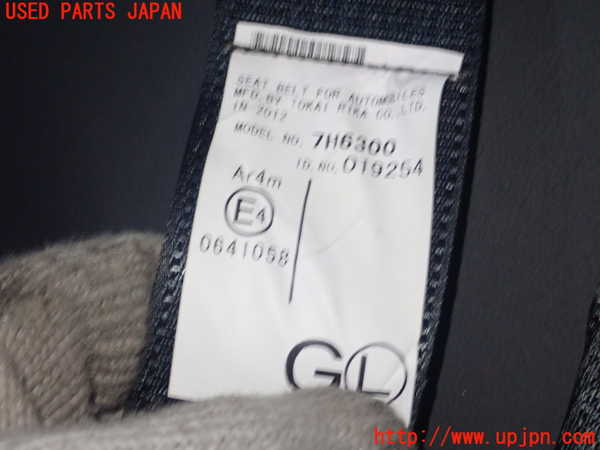 USED PARTS JAPAN
SEAT BELT FOR AUTOMOBILES
MFD. BY TOKAI RIKA CO., LTD.
IN 2012
MODEL NO. 7H6300
ID. NO. 019254
Ar4m
E4
0641058
GL
http://www.upjpn.com/